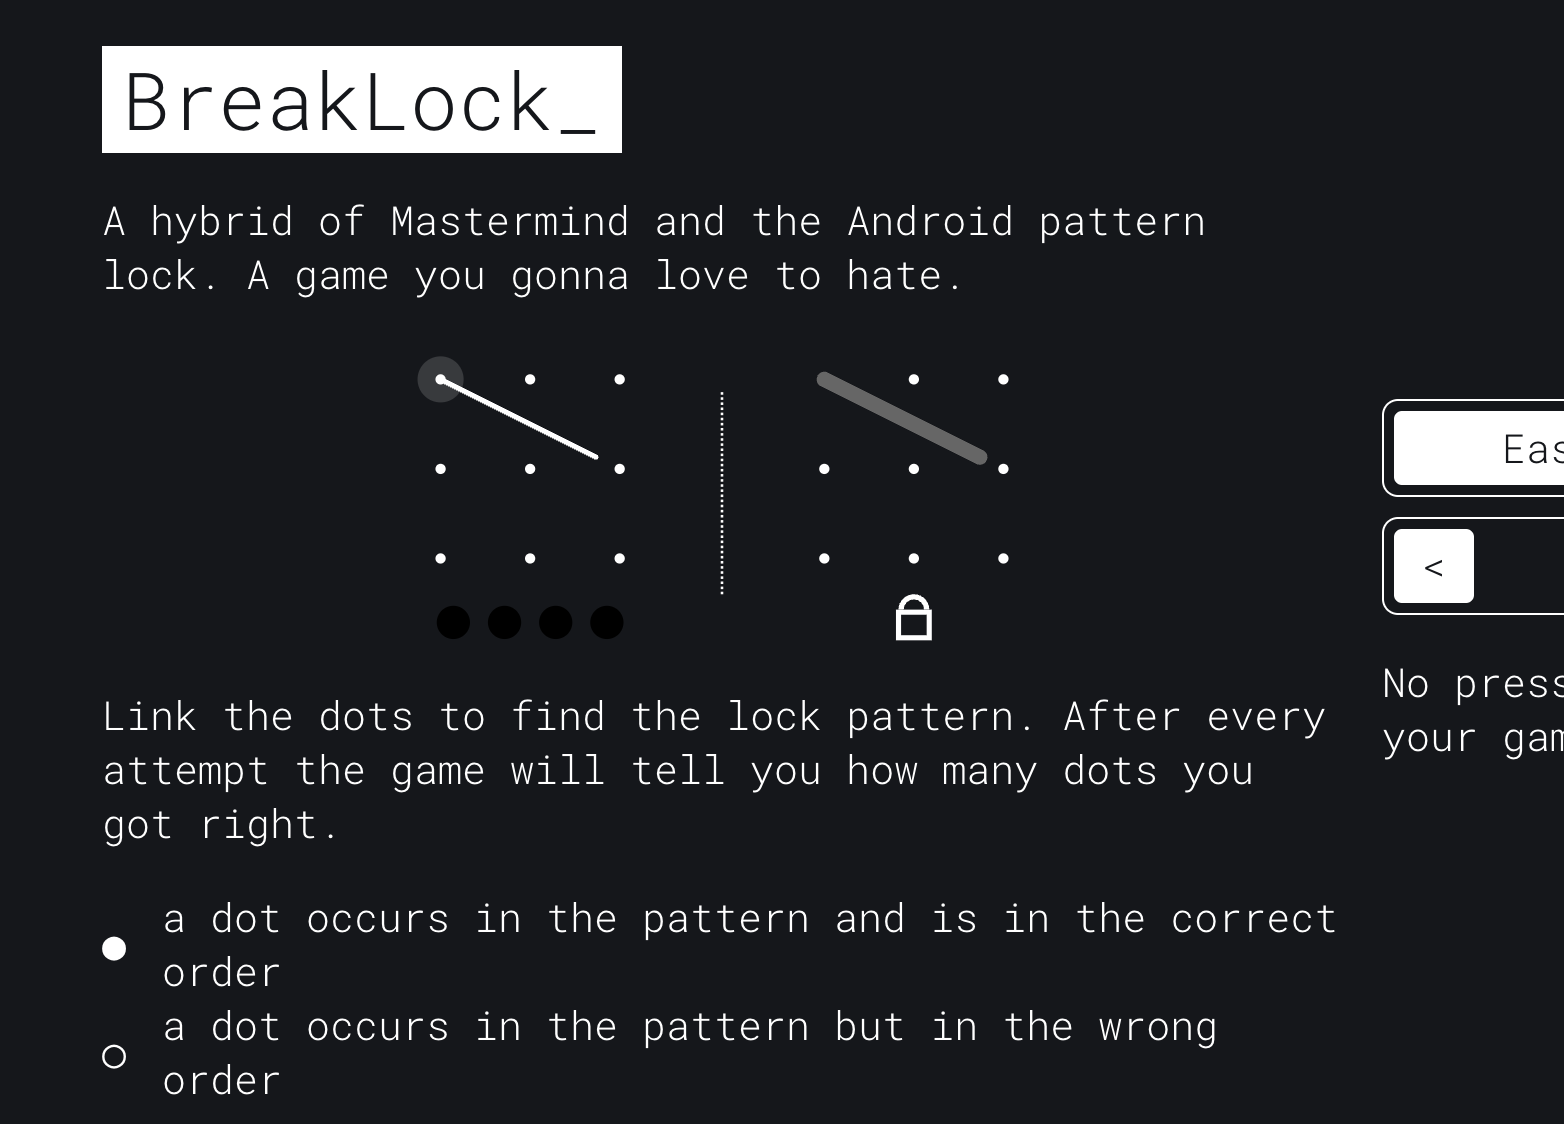 BreakLock_
A hybrid of Mastermind and the Android pattern
lock. A game you gonna love to hate.
Link the dots to find the lock pattern. After every
attempt the game will tell you how many dots you
got right.
a dot occurs in the pattern and is in the correct
order
a dot occurs in the pattern but in the wrong
order
Eas
<
No press
your gam